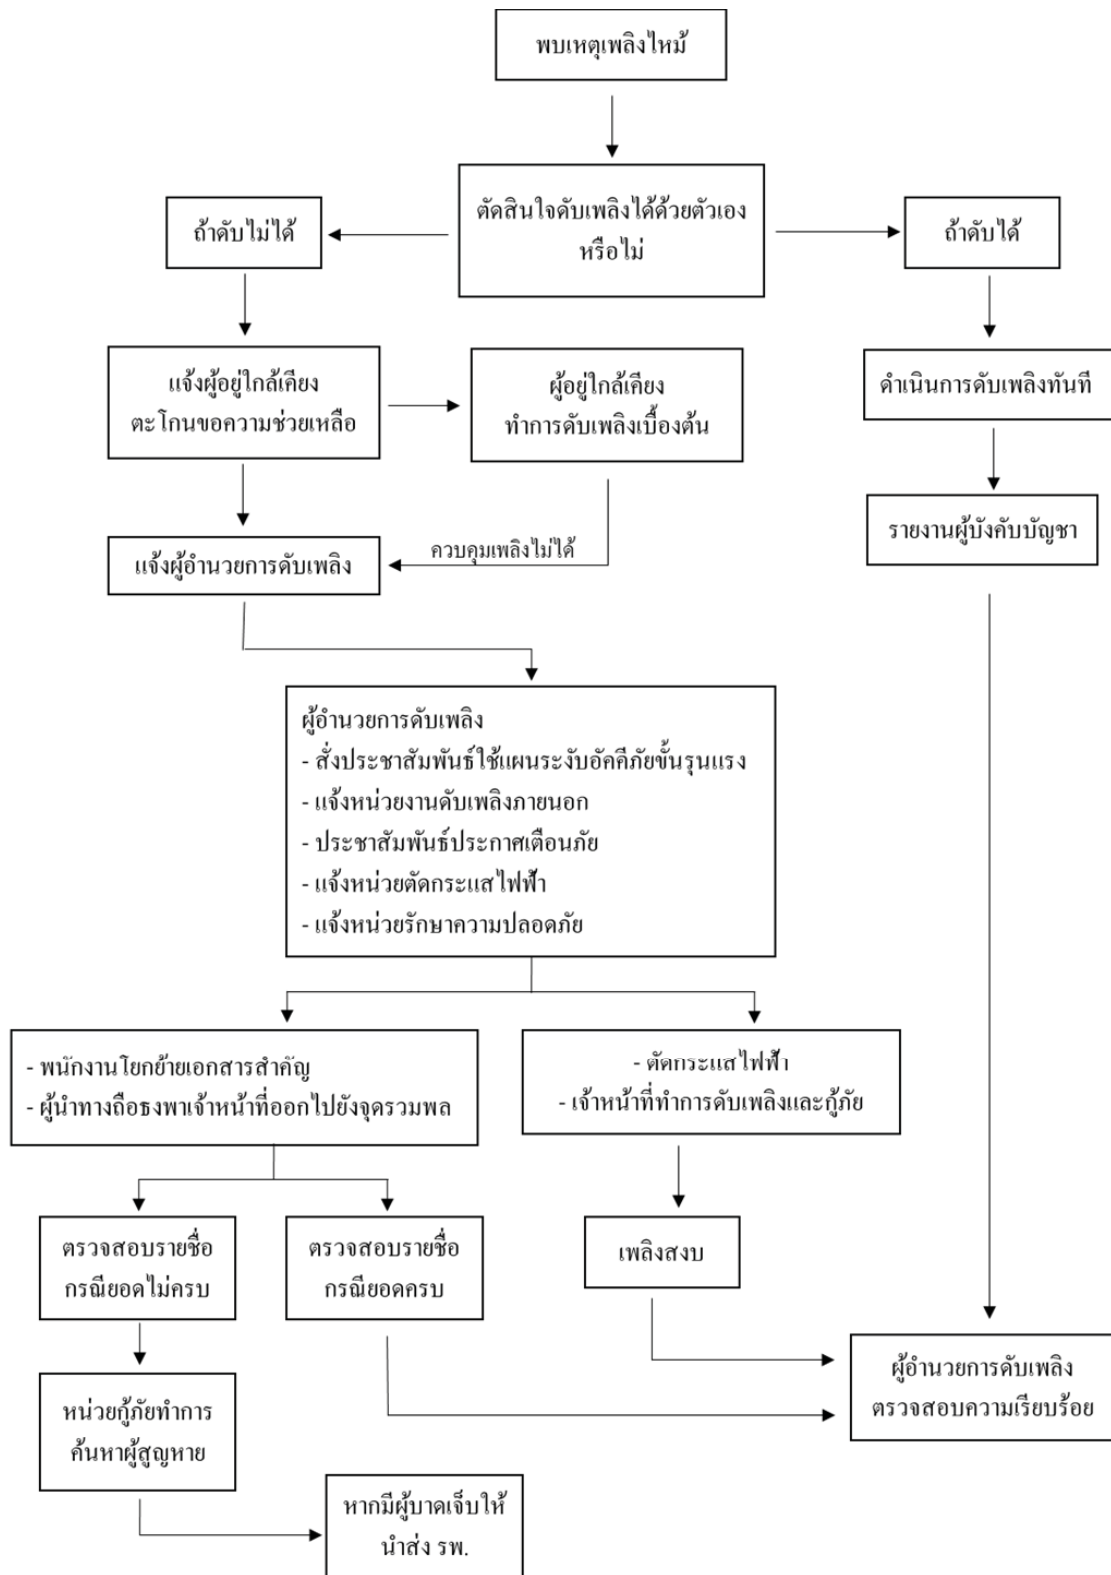 พบเหตุเพลิงไหม้
ตัดสินใจดับเพลิงได้ด้วยตัวเอง
หรือไม่
ถ้าดับไม่ได้
ถ้าดับได้
แจ้งผู้อยู่ใกล้เคียง
ตะโกนขอความช่วยเหลือ
ผู้อยู่ใกล้เคียง
ทำการดับเพลิงเบื้องต้น
ดำเนินการดับเพลิงทันที
รายงานผู้บังคับบัญชา
ควบคุมเพลิงไม่ได้
แจ้งผู้อำนวยการดับเพลิง
ผู้อำนวยการดับเพลิง
- สั่งประชาสัมพันธ์ใช้แผนระงับอัคคีภัยขั้นรุนแรง
- แจ้งหน่วยงานดับเพลิงภายนอก
- ประชาสัมพันธ์ประกาศเตือนภัย
- แจ้งหน่วยตัดกระแสไฟฟ้า
- แจ้งหน่วยรักษาความปลอดภัย
- พนักงานโยกย้ายเอกสารสำคัญ
- ผู้นำทางถือธงพาเจ้าหน้าที่ออกไปยังจุดรวมพล
- ตัดกระแสไฟฟ้า
- เจ้าหน้าที่ทำการดับเพลิงและกู้ภัย
ตรวจสอบรายชื่อ
กรณียอดไม่ครบ
ตรวจสอบรายชื่อ
กรณียอดครบ
เพลิงสงบ
ผู้อำนวยการดับเพลิง
ตรวจสอบความเรียบร้อย
หน่วยกู้ภัยทำการ
ค้นหาผู้สูญหาย
หากมีผู้บาดเจ็บให้
นำส่ง รพ.